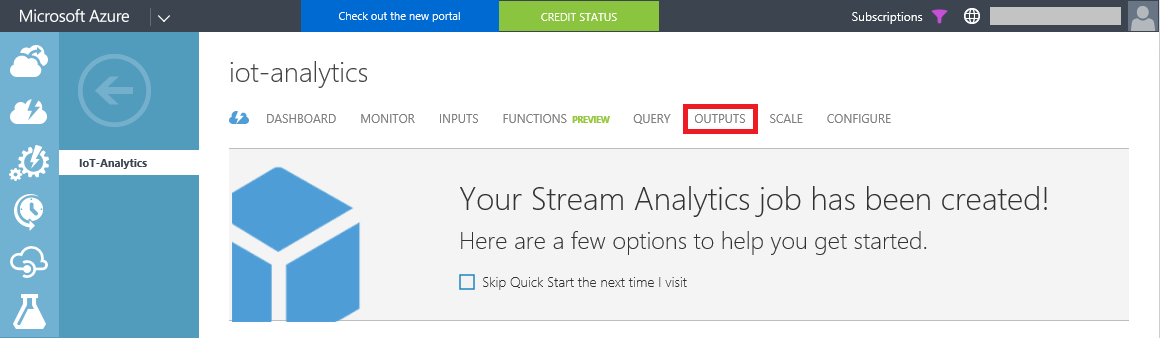 Microsoft Azure
Check out the new portal
CREDIT STATUS
Subscriptions
iot-analytics
DASHBOARD MONITOR INPUTS FUNCTIONS PREVIEW QUERY OUTPUTS SCALE CONFIGURE
IoT-Analytics
Your Stream Analytics job has been created!
Here are a few options to help you get started.
Skip Quick Start the next time I visit